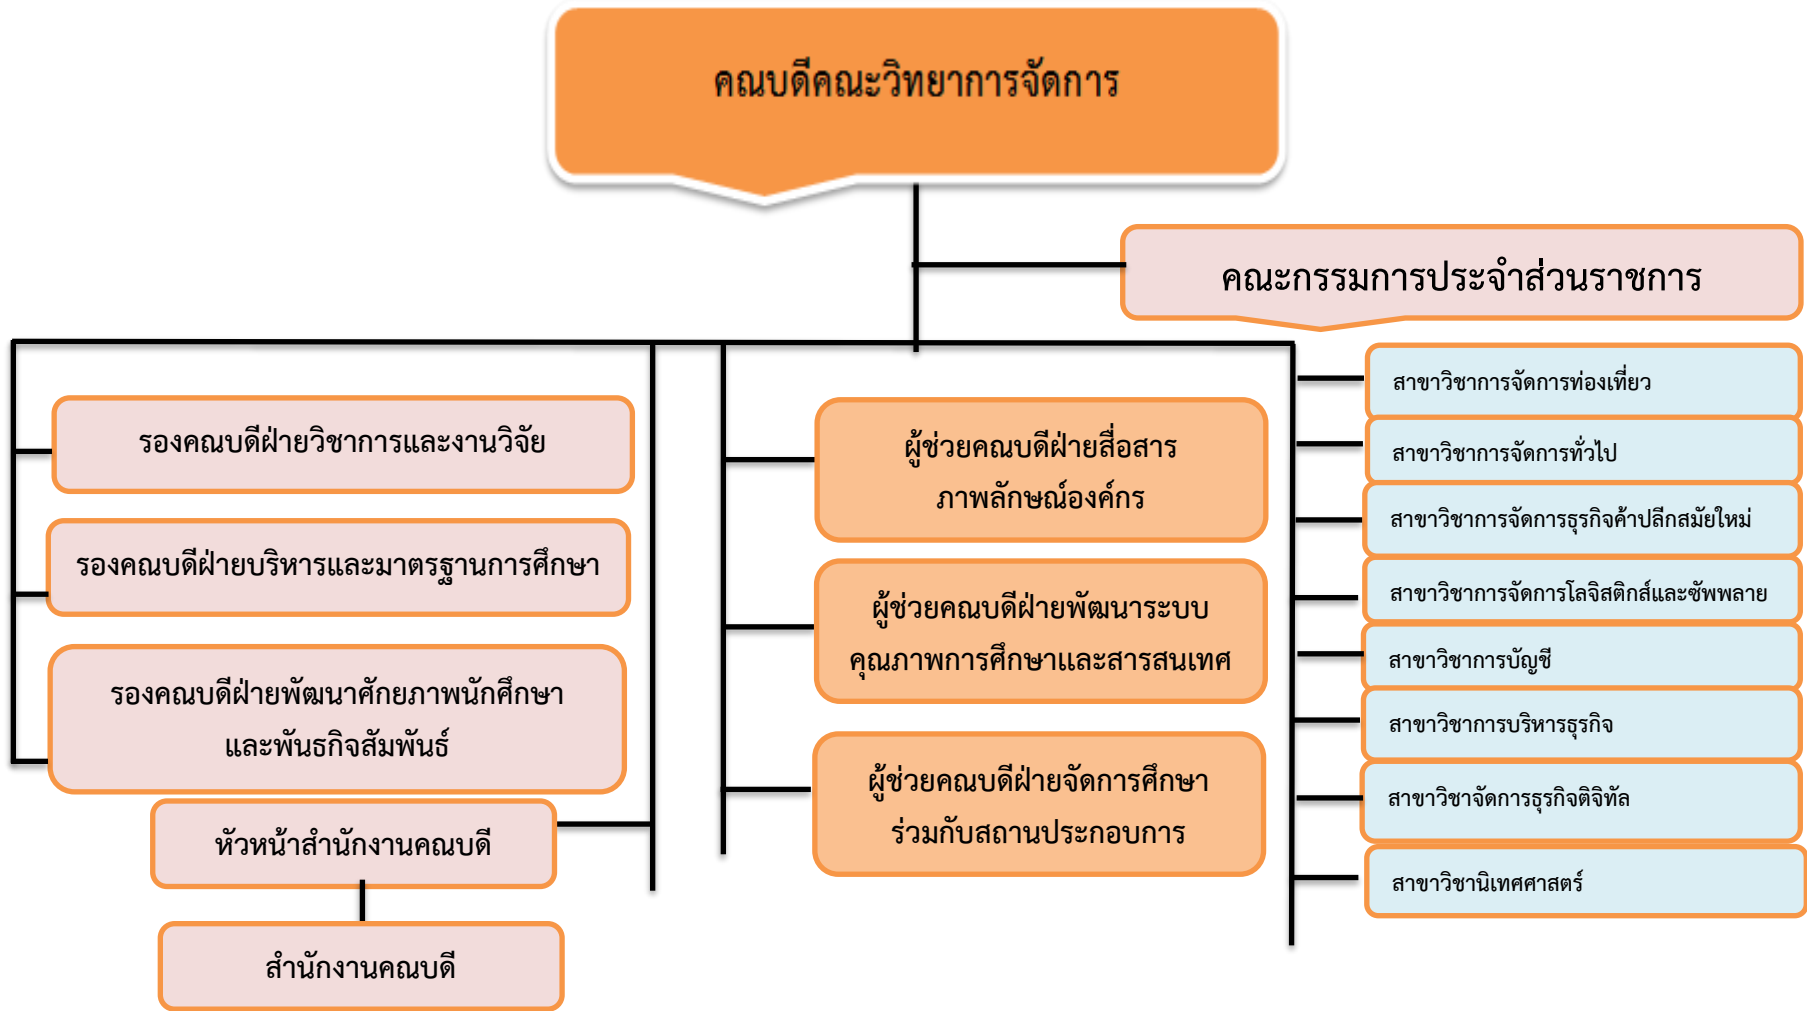 คณบดีคณะวิทยาการจัดการ
คณะกรรมการประจำส่วนราชการ
รองคณบดีฝ่ายวิชาการและงานวิจัย
รองคณบดีฝ่ายบริหารและมาตรฐานการศึกษา
รองคณบดีฝ่ายพัฒนาศักยภาพนักศึกษา
และพันธกิจสัมพันธ์
หัวหน้าสำนักงานคณบดี
สำนักงานคณบดี
ผู้ช่วยคณบดีฝ่ายสื่อสาร
ภาพลักษณ์องค์กร
ผู้ช่วยคณบดีฝ่ายพัฒนาระบบ
คุณภาพการศึกษาและสารสนเทศ
ผู้ช่วยคณบดีฝ่ายจัดการศึกษา
ร่วมกับสถานประกอบการ
สาขาวิชาการจัดการท่องเที่ยว
สาขาวิชาการจัดการทั่วไป
สาขาวิชาการจัดการธุรกิจค้าปลีกสมัยใหม่
สาขาวิชาการจัดการโลจิสติกส์และซัพพลาย
สาขาวิชาการบัญชี
สาขาวิชาการบริหารธุรกิจ
สาขาวิชาจัดการธุรกิจติจิทัล
สาขาวิชานิเทศศาสตร์